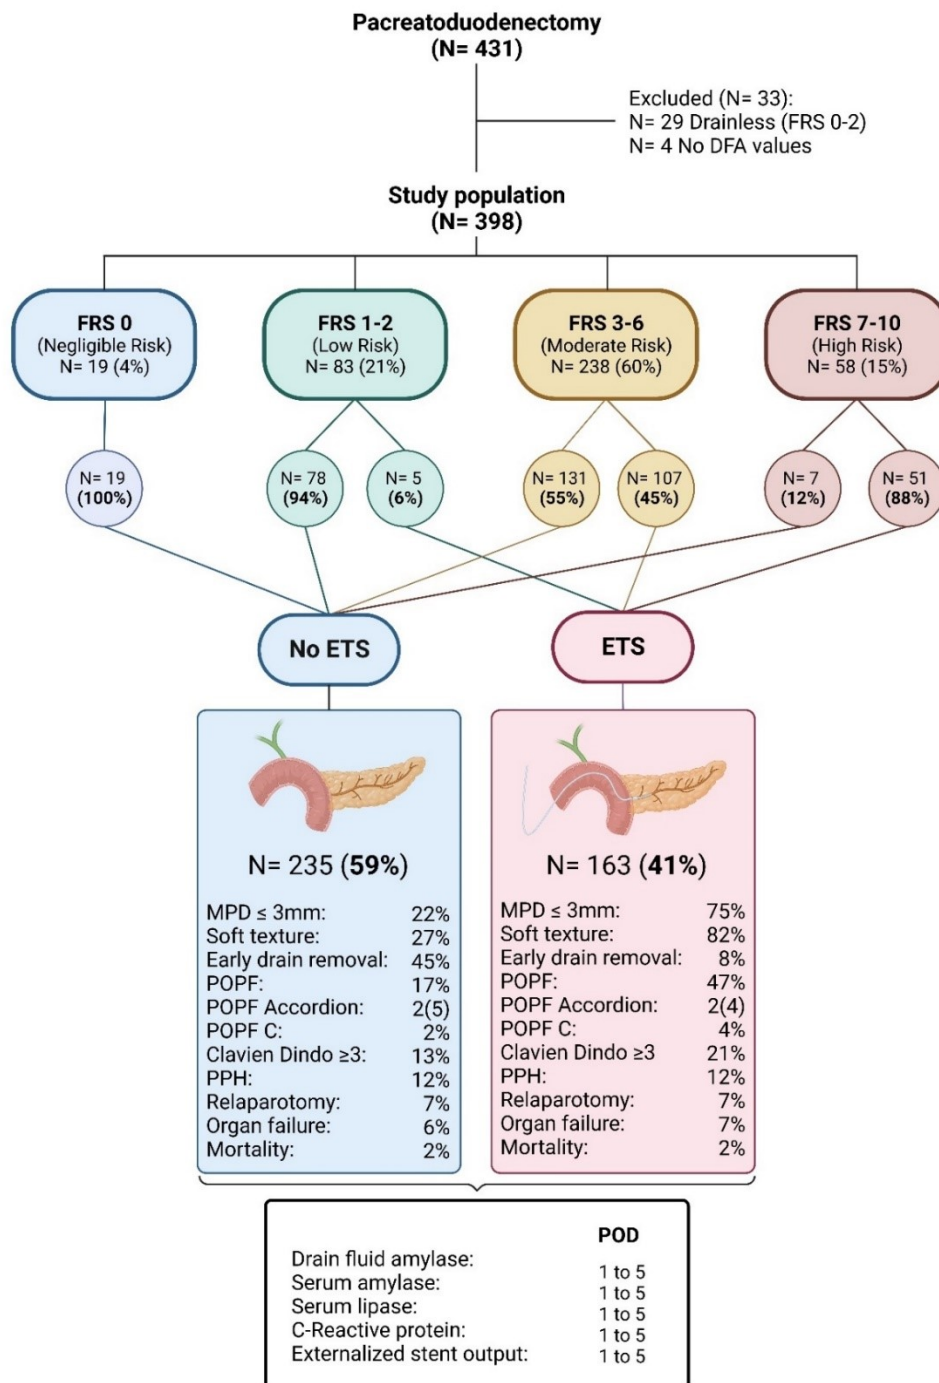 Pacreatoduodenectomy
(N= 431)
Excluded (N= 33):
N= 29 Drainless (FRS 0-2)
N= 4 No DFA values
Study population
(N= 398)
FRS 0
(Negligible Risk)
N= 19 (4%)
FRS 1-2
(Low Risk)
N= 83 (21%)
FRS 3-6
(Moderate Risk)
N= 238 (60%)
FRS 7-10
(High Risk)
N= 58 (15%)
N= 19
(100%)
N= 78
(94%)
N= 5
(6%)
N= 131
(55%)
N= 107
(45%)
N= 7
(12%)
N= 51
(88%)
No ETS
ETS
N= 235 (59%)
MPD ≤ 3mm: 22%
Soft texture: 27%
Early drain removal: 45%
POPF: 17%
POPF Accordion: 2(5)
POPF C: 2%
Clavien Dindo ≥3: 13%
PPH: 12%
Relaparotomy: 7%
Organ failure: 6%
Mortality: 2%
N= 163 (41%)
MPD ≤ 3mm: 75%
Soft texture: 82%
Early drain removal: 8%
POPF: 47%
POPF Accordion: 2(4)
POPF C: 4%
Clavien Dindo ≥3 21%
PPH: 12%
Relaparotomy: 7%
Organ failure: 7%
Mortality: 2%
POD
Drain fluid amylase: 1 to 5
Serum amylase: 1 to 5
Serum lipase: 1 to 5
C-Reactive protein: 1 to 5
Externalized stent output: 1 to 5